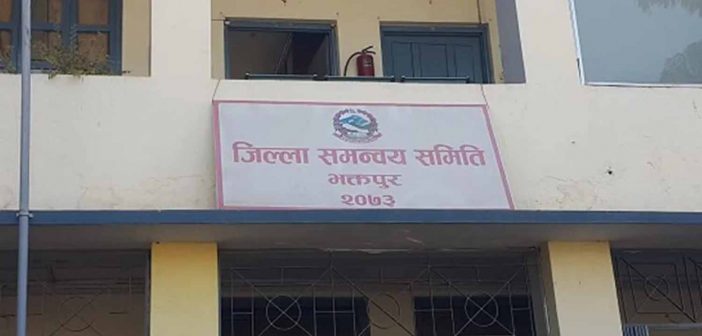 जिल्ला समन्वय समिति
भक्तपुर
२०७३